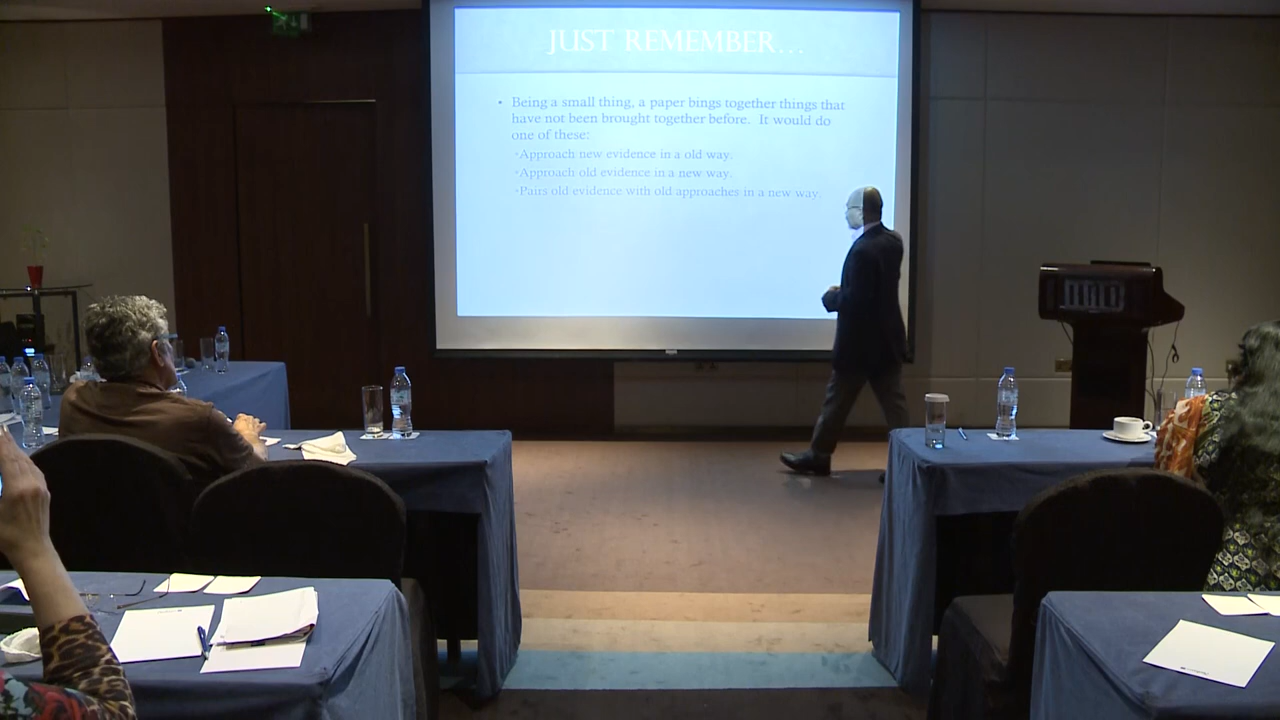 JUST REMEMBER...
• Being a small thing, a paper bings together things that
have not been brought together before. It would do
one of these:
•Approach new evidence in a old way.
•Approach old evidence in a new way.
•Pairs old evidence with old approaches in a new way.